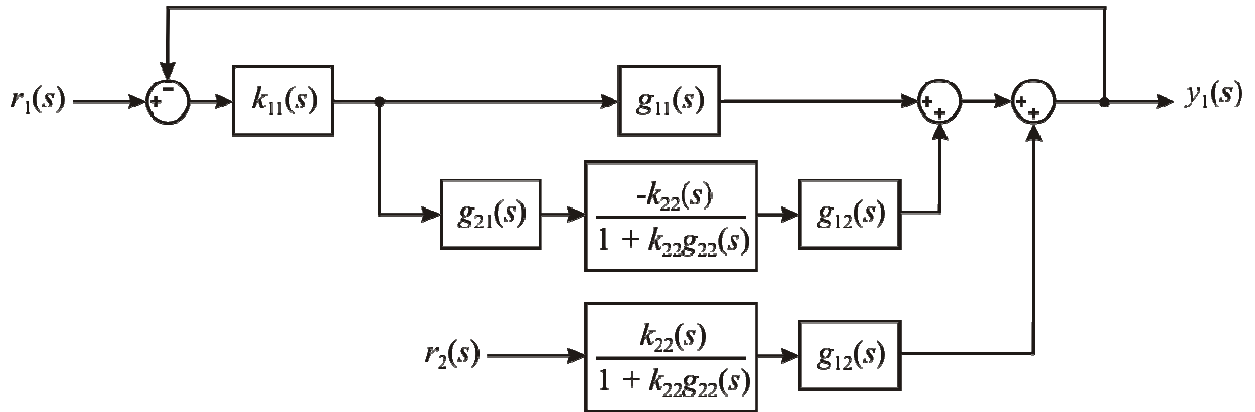 r₁(s)
k₁₁(s)
g₁₁(s)
y₁(s)
g₂₁(s)
-k₂₂(s)
1 + k₂₂g₂₂(s)
g₁₂(s)
r₂(s)
k₂₂(s)
1 + k₂₂g₂₂(s)
g₁₂(s)